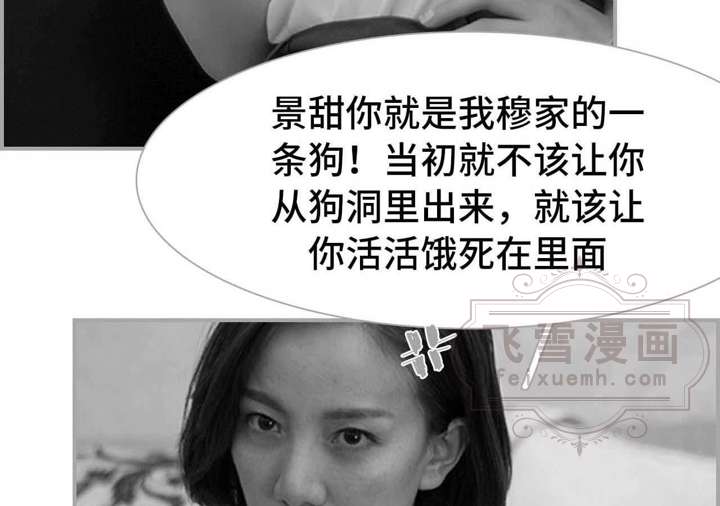 景甜你就是我穆家的一
条狗！当初就不该让你
从狗洞里出来，就该让
你活活饿死在里面
飞雪漫画
feixuemh.com